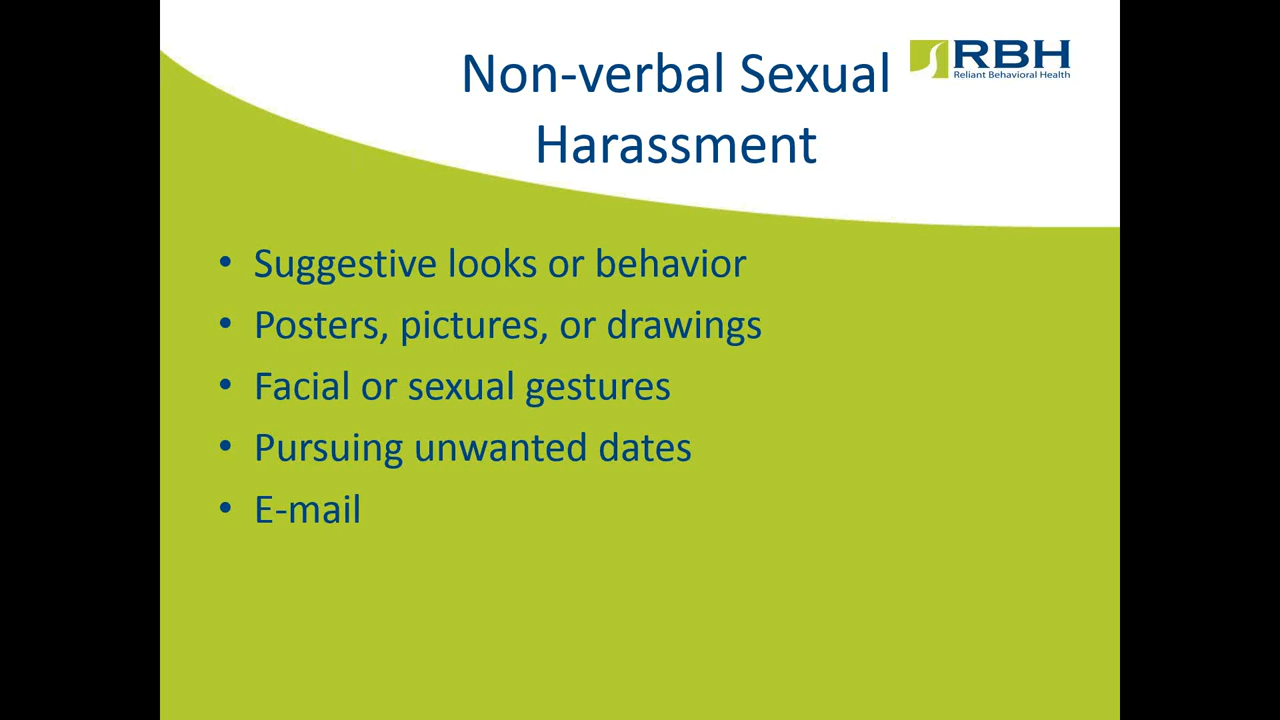 Non-verbal Sexual
Harassment
RBH
Reliant Behavioral Health
• Suggestive looks or behavior
• Posters, pictures, or drawings
• Facial or sexual gestures
• Pursuing unwanted dates
• E-mail